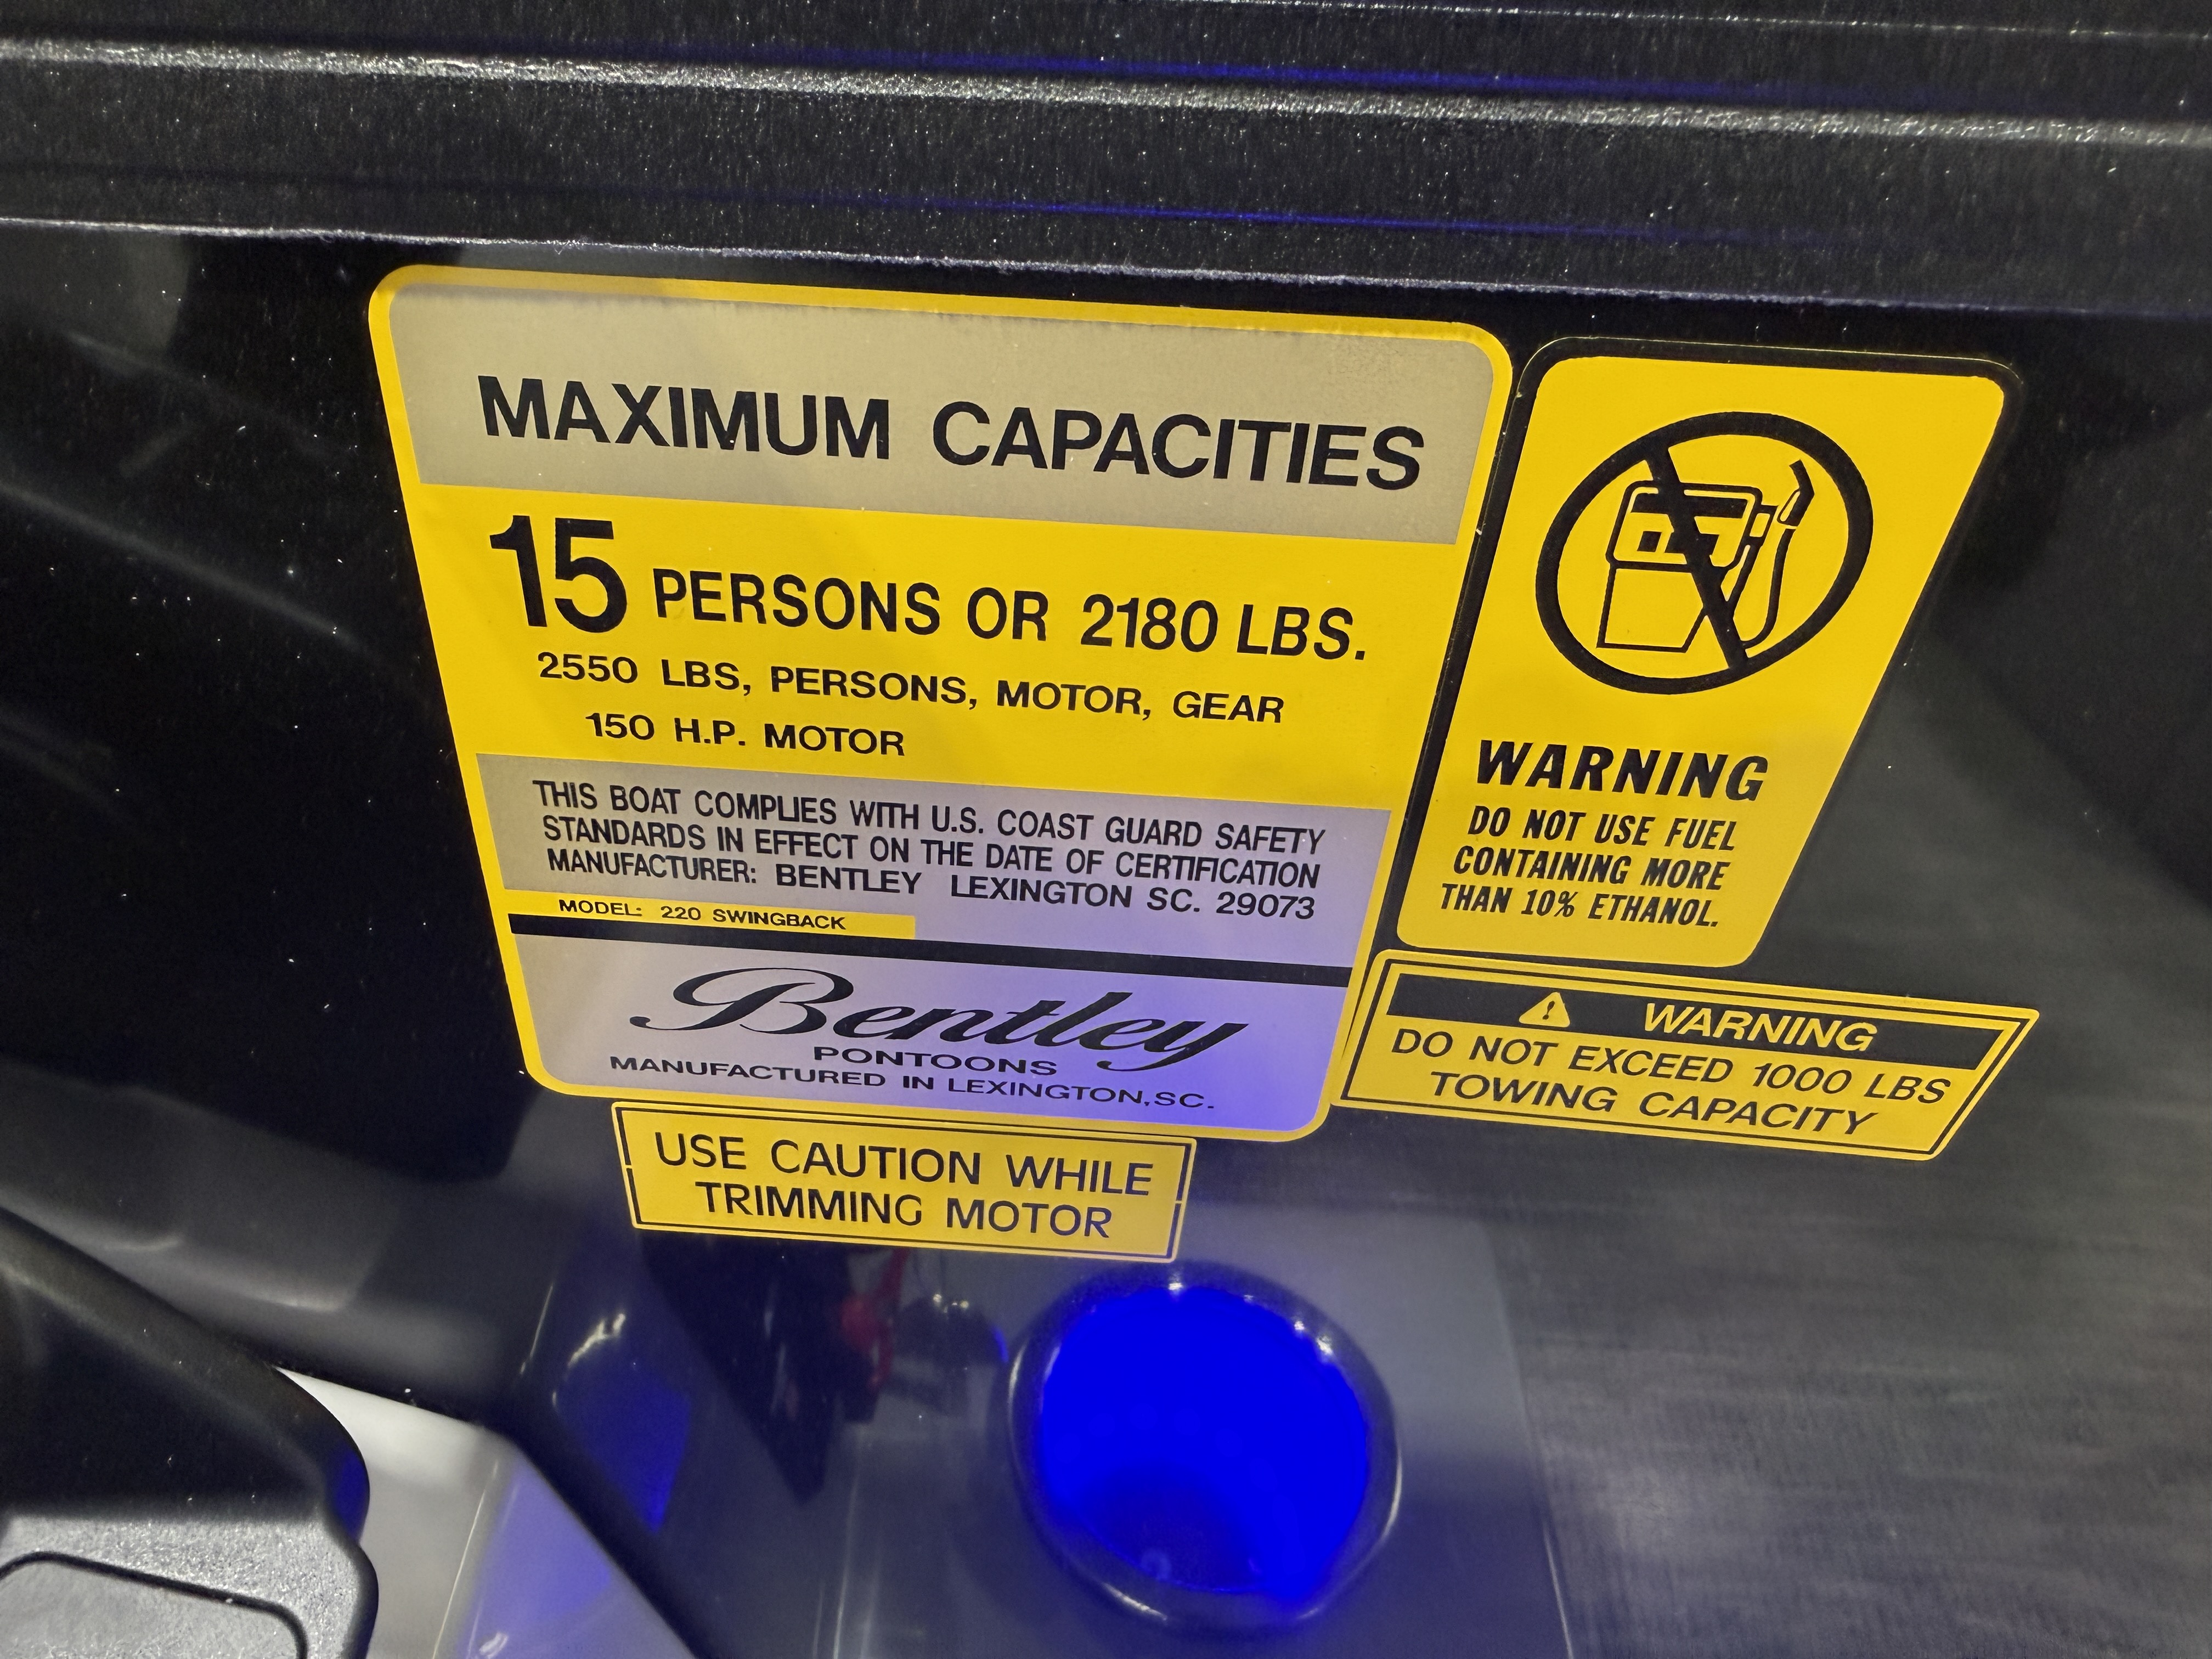 MAXIMUM CAPACITIES
15 PERSONS OR 2180 LBS.
2550 LBS, PERSONS, MOTOR, GEAR
150 H.P. MOTOR
THIS BOAT COMPLIES WITH U.S. COAST GUARD SAFETY
STANDARDS IN EFFECT ON THE DATE OF CERTIFICATION
MANUFACTURER: BENTLEY LEXINGTON SC. 29073
MODEL: 220 SWINGBACK
Bentley
PONTOONS
MANUFACTURED IN LEXINGTON,SC.
WARNING
DO NOT USE FUEL
CONTAINING MORE
THAN 10% ETHANOL.
WARNING
DO NOT EXCEED 1000 LBS
TOWING CAPACITY
USE CAUTION WHILE
TRIMMING MOTOR